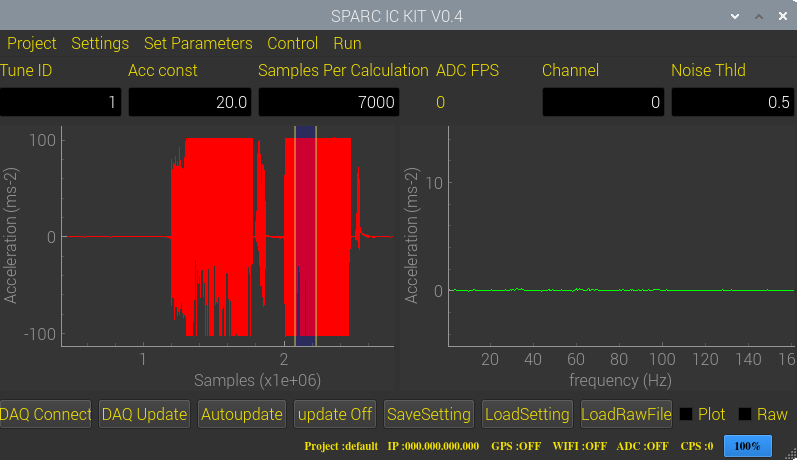 SPARC IC KIT V0.4
Project Settings Set Parameters Control Run
Tune ID Acc const Samples Per Calculation ADC FPS Channel Noise Thld
1 20.0 7000 0 0 0.5
100
0
-100
Acceleration (ms-2)
1 2
Samples (x1e+06)
10
0
Acceleration (ms-2)
20 40 60 80 100 120 140 16
frequency (Hz)
DAQ Connect DAQ Update Autoupdate update Off SaveSetting LoadSetting LoadRawFile Plot Raw
Project :default IP :000.000.000.000 GPS :OFF WIFI :OFF ADC :OFF CPS :0 100%